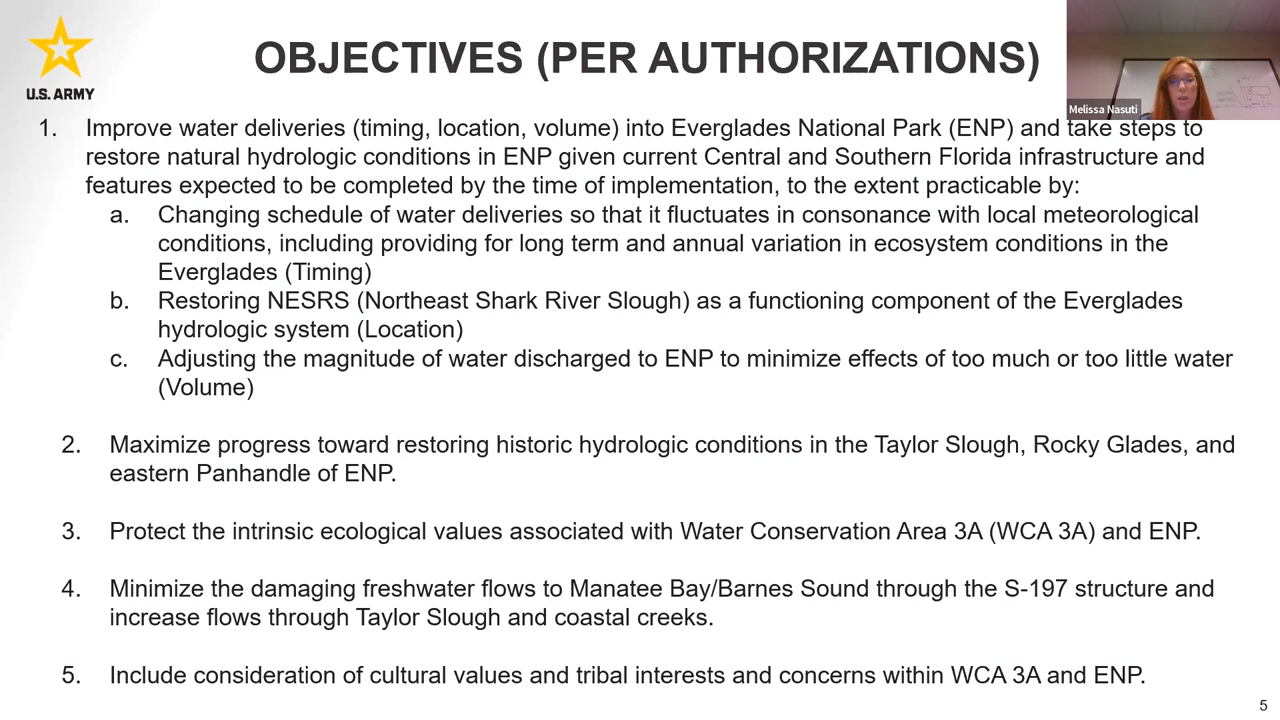 OBJECTIVES (PER AUTHORIZATIONS)
U.S. ARMY
Melissa Nasuti
1. Improve water deliveries (timing, location, volume) into Everglades National Park (ENP) and take steps to
restore natural hydrologic conditions in ENP given current Central and Southern Florida infrastructure and
features expected to be completed by the time of implementation, to the extent practicable by:
a. Changing schedule of water deliveries so that it fluctuates in consonance with local meteorological
conditions, including providing for long term and annual variation in ecosystem conditions in the
Everglades (Timing)
b. Restoring NESRS (Northeast Shark River Slough) as a functioning component of the Everglades
hydrologic system (Location)
c. Adjusting the magnitude of water discharged to ENP to minimize effects of too much or too little water
(Volume)
2. Maximize progress toward restoring historic hydrologic conditions in the Taylor Slough, Rocky Glades, and
eastern Panhandle of ENP.
3. Protect the intrinsic ecological values associated with Water Conservation Area 3A (WCA 3A) and ENP.
4. Minimize the damaging freshwater flows to Manatee Bay/Barnes Sound through the S-197 structure and
increase flows through Taylor Slough and coastal creeks.
5. Include consideration of cultural values and tribal interests and concerns within WCA 3A and ENP.
5